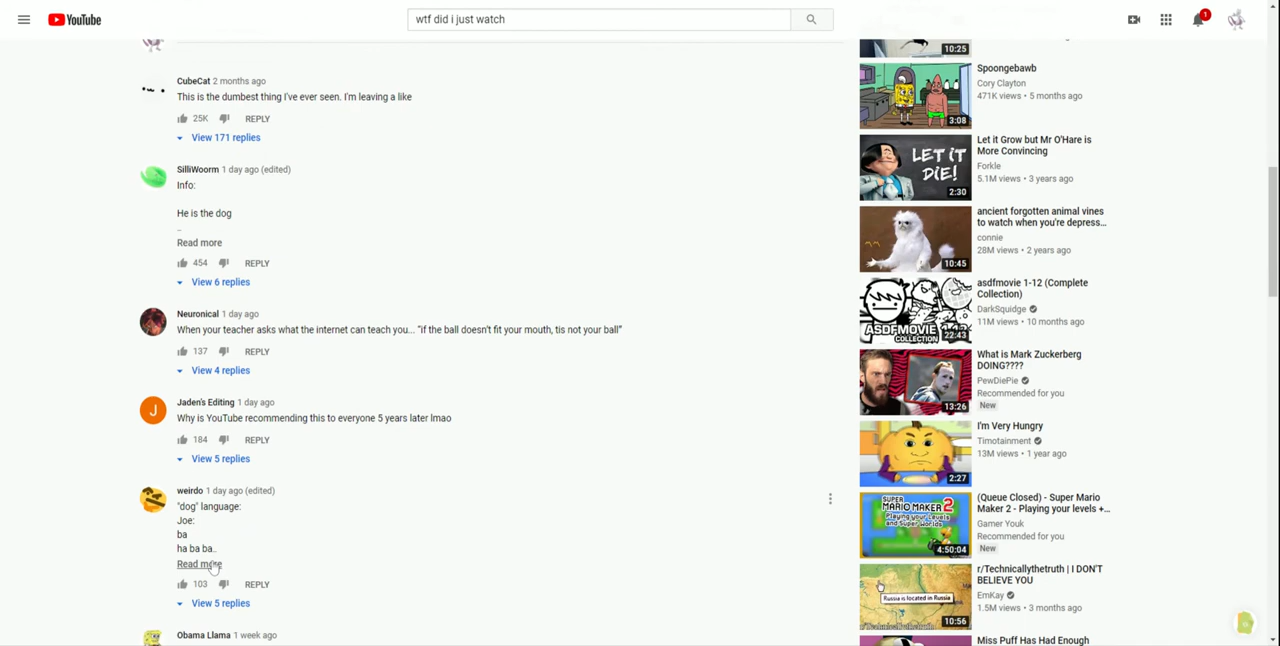 YouTube
wtf did i just watch
1
CubeCat 2 months ago
This is the dumbest thing I've ever seen. I'm leaving a like
25K REPLY
View 171 replies
SilliWoorm 1 day ago (edited)
Info:
He is the dog
..
Read more
454 REPLY
View 6 replies
Neuronical 1 day ago
When your teacher asks what the internet can teach you... "if the ball doesn't fit your mouth, tis not your ball"
137 REPLY
View 4 replies
J
Jaden's Editing 1 day ago
Why is YouTube recommending this to everyone 5 years later lmao
184 REPLY
View 5 replies
weirdo 1 day ago (edited)
"dog" language:
Joe:
ba
ha ba ba..
Read more
103 REPLY
View 5 replies
Obama Llama 1 week ago
10:25
Spoongebawb
Cory Clayton
471K views • 5 months ago
3:08
LET IT
DIE!
2:30
Let it Grow but Mr O'Hare is
More Convincing
Forkle
5.1M views • 3 years ago
10:45
ancient forgotten animal vines
to watch when you're depress...
connie
28M views • 2 years ago
ASDFMOVIE
COLLECTION
22:43
asdfmovie 1-12 (Complete
Collection)
DarkSquidge
11M views • 10 months ago
13:26
What is Mark Zuckerberg
DOING????
PewDiePie
Recommended for you
New
2:27
I'm Very Hungry
Timotainment
13M views • 1 year ago
SUPER
MARIO MAKER 2
Playing your Levels
and Super Worlds
4:50:04
(Queue Closed) - Super Mario
Maker 2 - Playing your levels +...
Gamer Youk
Recommended for you
New
Russia is located in Russia
r/Technicallythetruth
10:56
r/Technicallythetruth | I DON'T
BELIEVE YOU
EmKay
1.5M views • 3 months ago
Miss Puff Has Had Enough